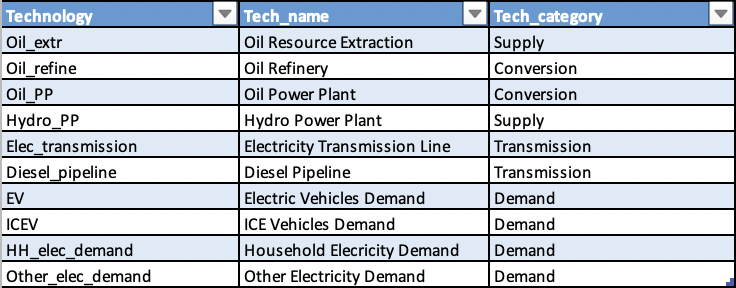 Technology Tech_name Tech_category
Oil_extr Oil Resource Extraction Supply
Oil_refine Oil Refinery Conversion
Oil_PP Oil Power Plant Conversion
Hydro_PP Hydro Power Plant Supply
Elec_transmission Electricity Transmission Line Transmission
Diesel_pipeline Diesel Pipeline Transmission
EV Electric Vehicles Demand Demand
ICEV ICE Vehicles Demand Demand
HH_elec_demand Household Elecricity Demand Demand
Other_elec_demand Other Electricity Demand Demand